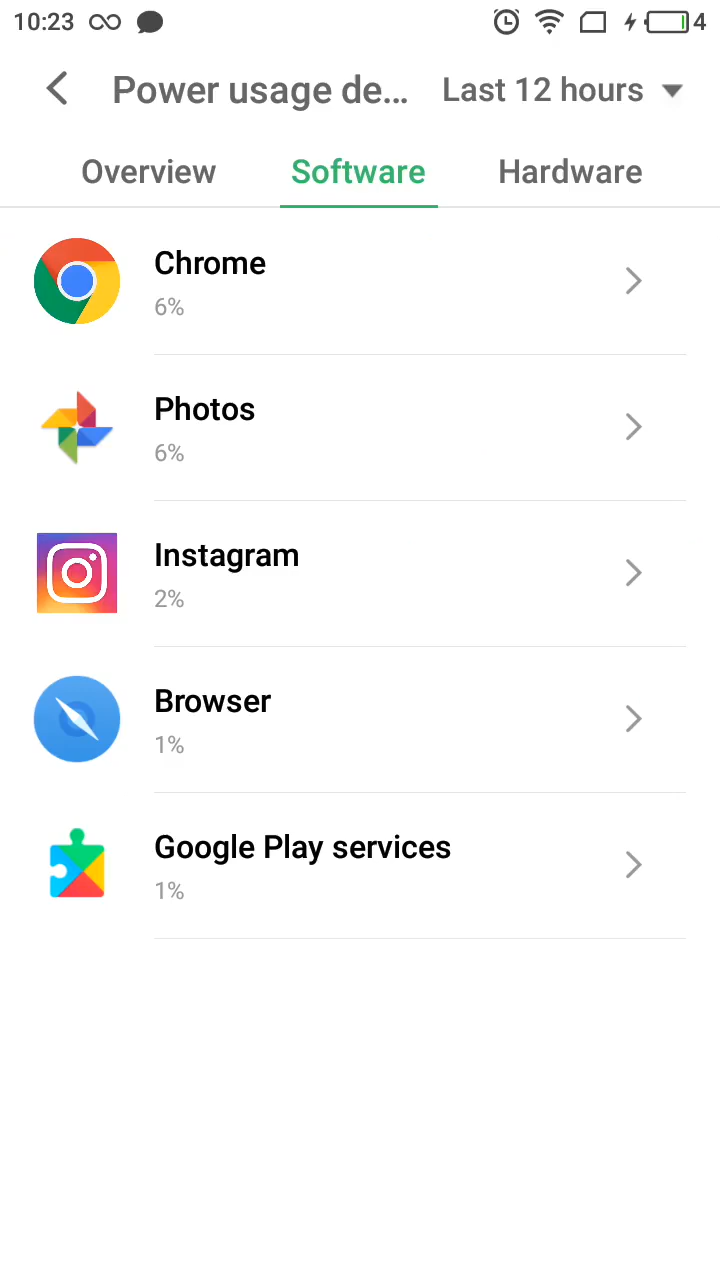 10:23 4
Power usage de... Last 12 hours
Overview Software Hardware
Chrome
6%
Photos
6%
Instagram
2%
Browser
1%
Google Play services
1%